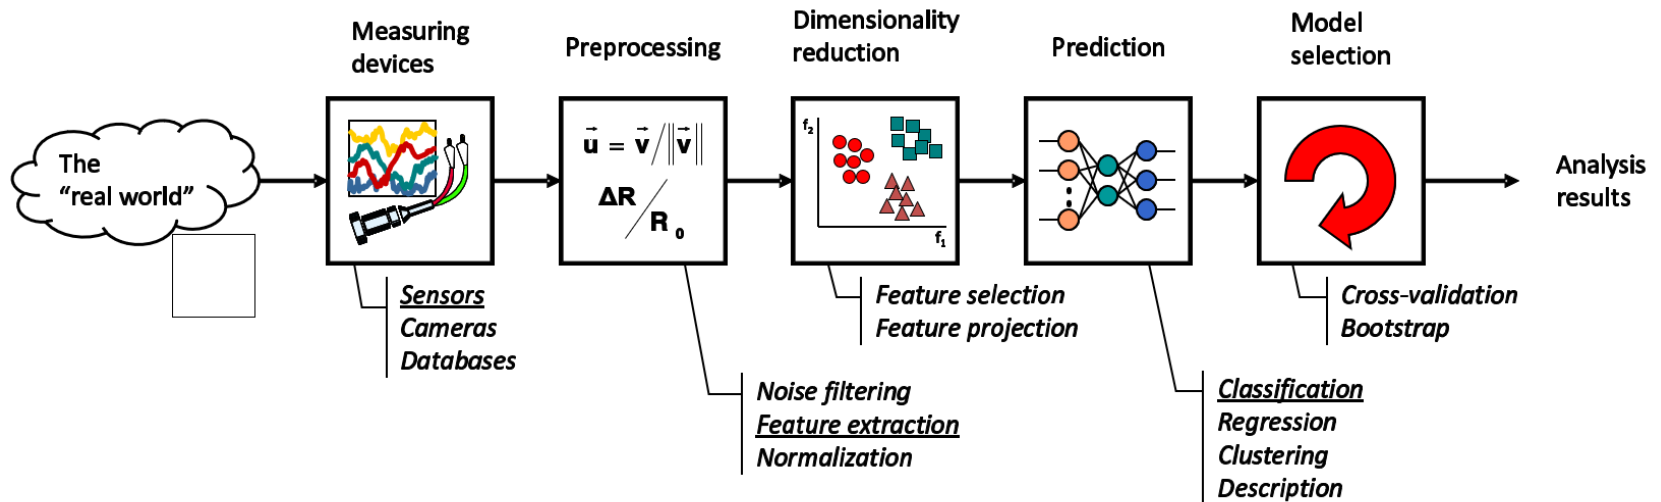 Measuring
devices
Preprocessing
Dimensionality
reduction
Prediction
Model
selection
The
“real world”
u⃗ = v⃗ / ‖v⃗‖
ΔR / R₀
f₂
f₁
Analysis
results
Sensors
Cameras
Databases
Noise filtering
Feature extraction
Normalization
Feature selection
Feature projection
Classification
Regression
Clustering
Description
Cross-validation
Bootstrap